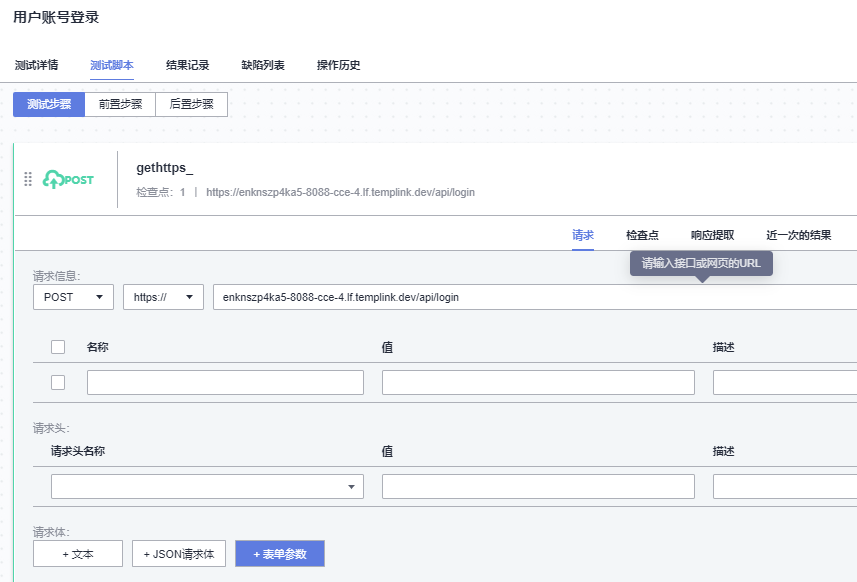 用户账号登录
测试详情 测试脚本 结果记录 缺陷列表 操作历史
测试步骤 前置步骤 后置步骤
POST
gethttps_
检查点：1 | https://enknszp4ka5-8088-cce-4.lf.templink.dev/api/login
请求 检查点 响应提取 近一次的结果
请输入接口或网页的URL
请求信息:
POST https:// enknszp4ka5-8088-cce-4.lf.templink.dev/api/login
名称 值 描述
请求头:
请求头名称 值 描述
请求体:
+ 文本 + JSON请求体 + 表单参数